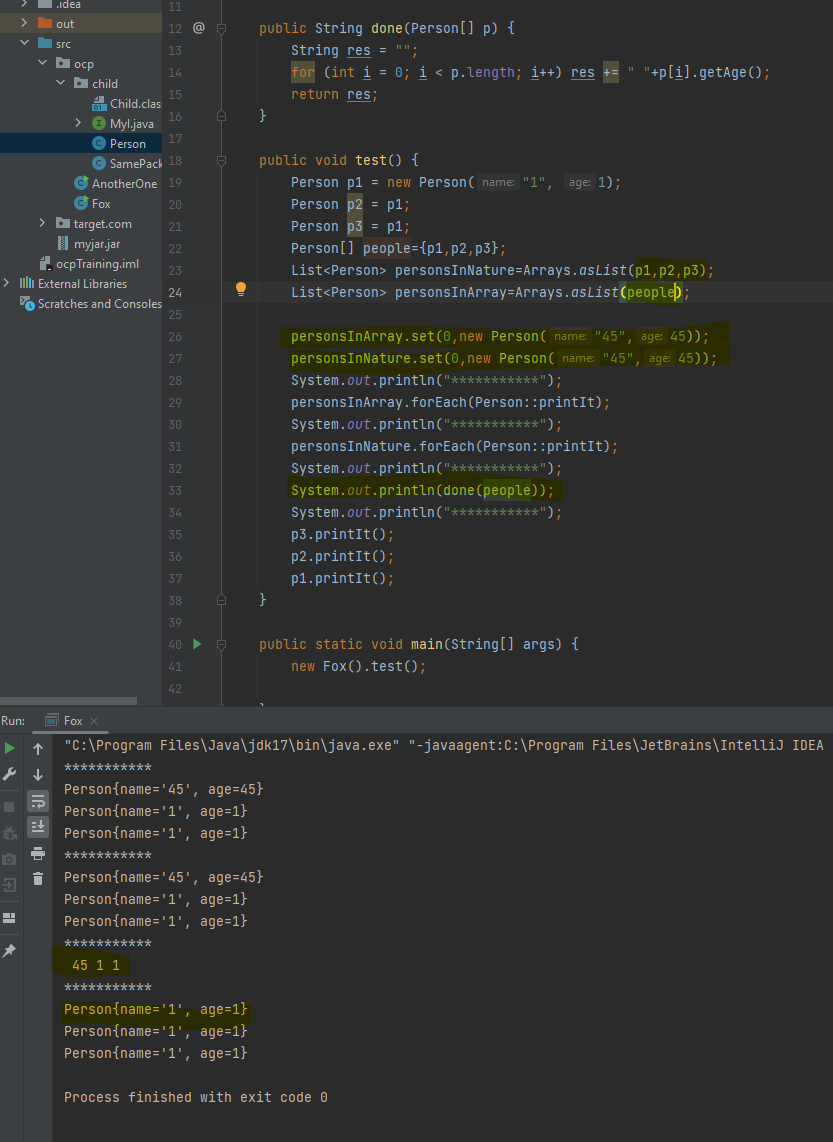 .idea
out
src
ocp
child
Child.clas
MyI.java
Person
SamePack
AnotherOne
Fox
target.com
myjar.jar
ocpTraining.iml
External Libraries
Scratches and Consoles
11
12 @ public String done(Person[] p) {
13 String res = "";
14 for (int i = 0; i < p.length; i++) res += " "+p[i].getAge();
15 return res;
16 }
17
18 public void test() {
19 Person p1 = new Person( name: "1", age: 1);
20 Person p2 = p1;
21 Person p3 = p1;
22 Person[] people={p1,p2,p3};
23 List<Person> personsInNature=Arrays.asList(p1,p2,p3);
24 List<Person> personsInArray=Arrays.asList(people);
25
26 personsInArray.set(0,new Person( name: "45", age: 45));
27 personsInNature.set(0,new Person( name: "45", age: 45));
28 System.out.println("***********");
29 personsInArray.forEach(Person::printIt);
30 System.out.println("***********");
31 personsInNature.forEach(Person::printIt);
32 System.out.println("***********");
33 System.out.println(done(people));
34 System.out.println("***********");
35 p3.printIt();
36 p2.printIt();
37 p1.printIt();
38 }
39
40 public static void main(String[] args) {
41 new Fox().test();
42
Run: Fox ×
"C:\Program Files\Java\jdk17\bin\java.exe" "-javaagent:C:\Program Files\JetBrains\IntelliJ IDEA
***********
Person{name='45', age=45}
Person{name='1', age=1}
Person{name='1', age=1}
***********
Person{name='45', age=45}
Person{name='1', age=1}
Person{name='1', age=1}
***********
45 1 1
***********
Person{name='1', age=1}
Person{name='1', age=1}
Person{name='1', age=1}
Process finished with exit code 0